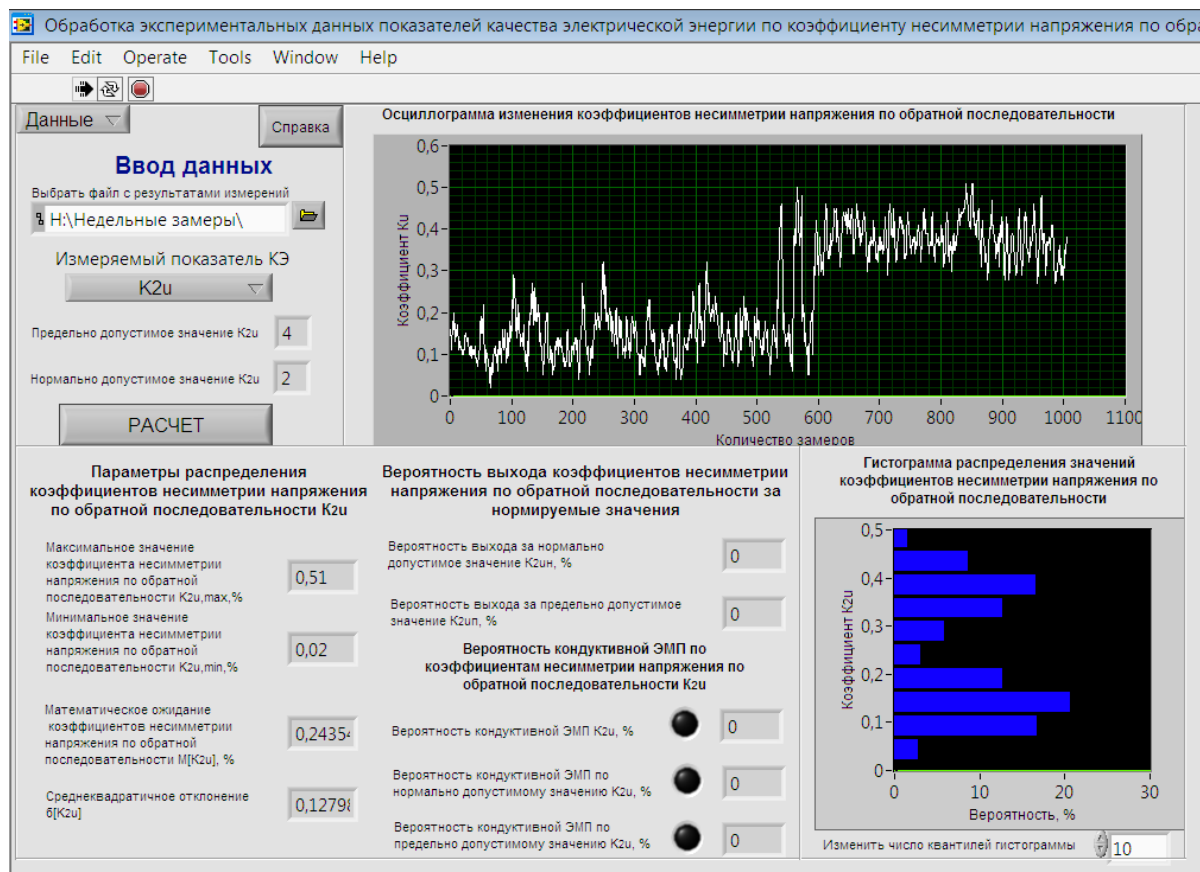 Обработка экспериментальных данных показателей качества электрической энергии по коэффициенту несимметрии напряжения по обра
File Edit Operate Tools Window Help
Данные
Справка
Ввод данных
Выбрать файл с результатами измерений
H:\Недельные замеры\
Измеряемый показатель КЭ
K2u
Предельно допустимое значение K2u
4
Нормально допустимое значение K2u
2
РАСЧЕТ
Осциллограмма изменения коэффициентов несимметрии напряжения по обратной последовательности
Коэффициент Ku
0,6
0,5
0,4
0,3
0,2
0,1
0
0 100 200 300 400 500 600 700 800 900 1000 1100
Количество замеров
Параметры распределения
коэффициентов несимметрии напряжения
по обратной последовательности K2u
Максимальное значение
коэффициента несимметрии
напряжения по обратной
последовательности K2u,max,%
0,51
Минимальное значение
коэффициента несимметрии
напряжения по обратной
последовательности K2u,min,%
0,02
Математическое ожидание
коэффициентов несимметрии
напряжения по обратной
последовательности M[K2u], %
0,24354
Среднеквадратичное отклонение
б[K2u]
0,12798
Вероятность выхода коэффициентов несимметрии
напряжения по обратной последовательности за
нормируемые значения
Вероятность выхода за нормально
допустимое значение K2uн, %
0
Вероятность выхода за предельно допустимое
значение K2uп, %
0
Вероятность кондуктивной ЭМП по
коэффициентам несимметрии напряжения по
обратной последовательности K2u
Вероятность кондуктивной ЭМП K2u, %
0
Вероятность кондуктивной ЭМП по
нормально допустимому значению K2u, %
0
Вероятность кондуктивной ЭМП по
предельно допустимому значению K2u, %
0
Гистограмма распределения значений
коэффициентов несимметрии напряжения по
обратной последовательности
Коэффициент K2u
0,5
0,4
0,3
0,2
0,1
0
0 10 20 30
Вероятность, %
Изменить число квантилей гистограммы
10